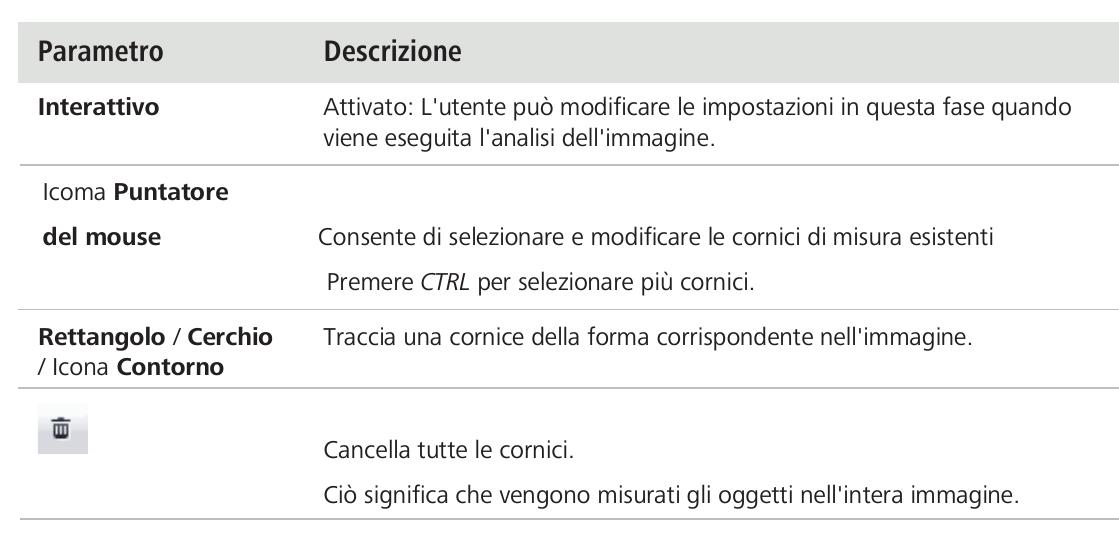 Parametro Descrizione
Interattivo Attivato: L'utente può modificare le impostazioni in questa fase quando
viene eseguita l'analisi dell'immagine.
Icoma Puntatore
del mouse Consente di selezionare e modificare le cornici di misura esistenti
Premere CTRL per selezionare più cornici.
Rettangolo / Cerchio Traccia una cornice della forma corrispondente nell'immagine.
/ Icona Contorno
Cancella tutte le cornici.
Ciò significa che vengono misurati gli oggetti nell'intera immagine.